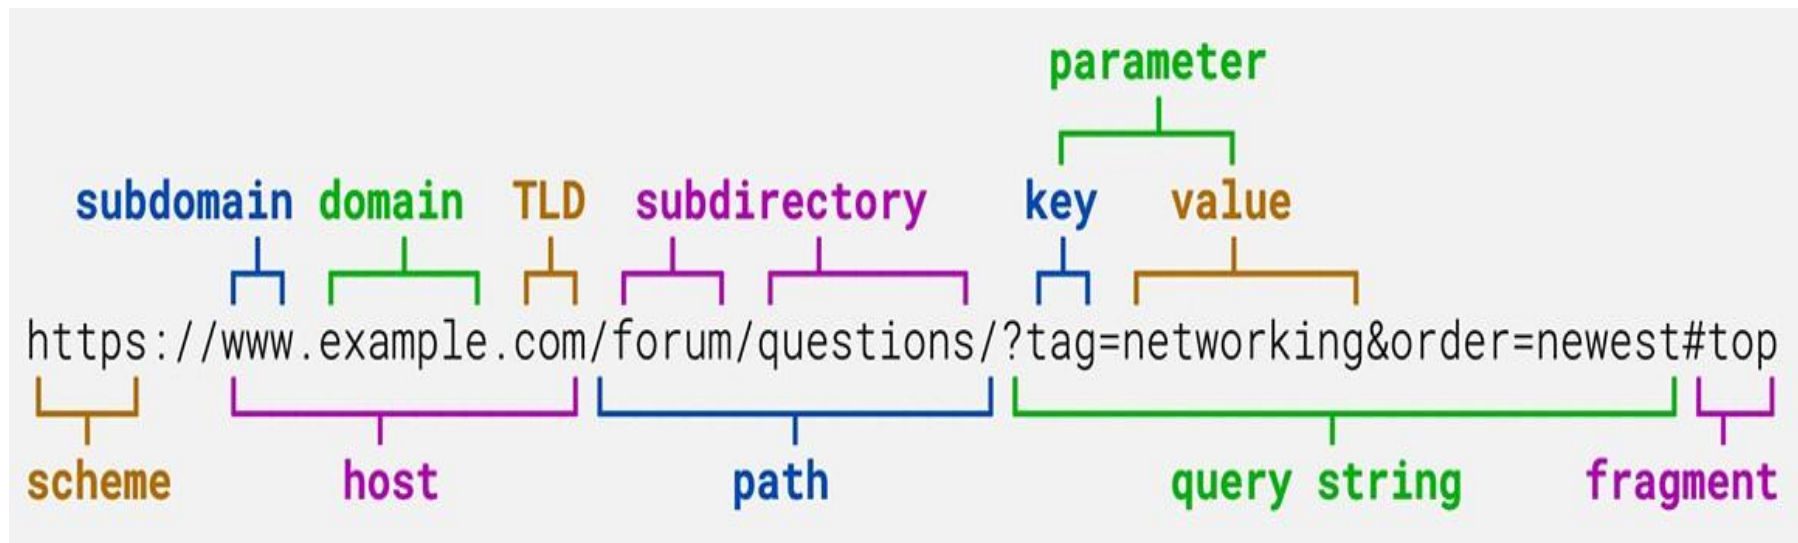 parameter
subdomain domain TLD subdirectory key value
https://www.example.com/forum/questions/?tag=networking&order=newest#top
scheme host path query string fragment